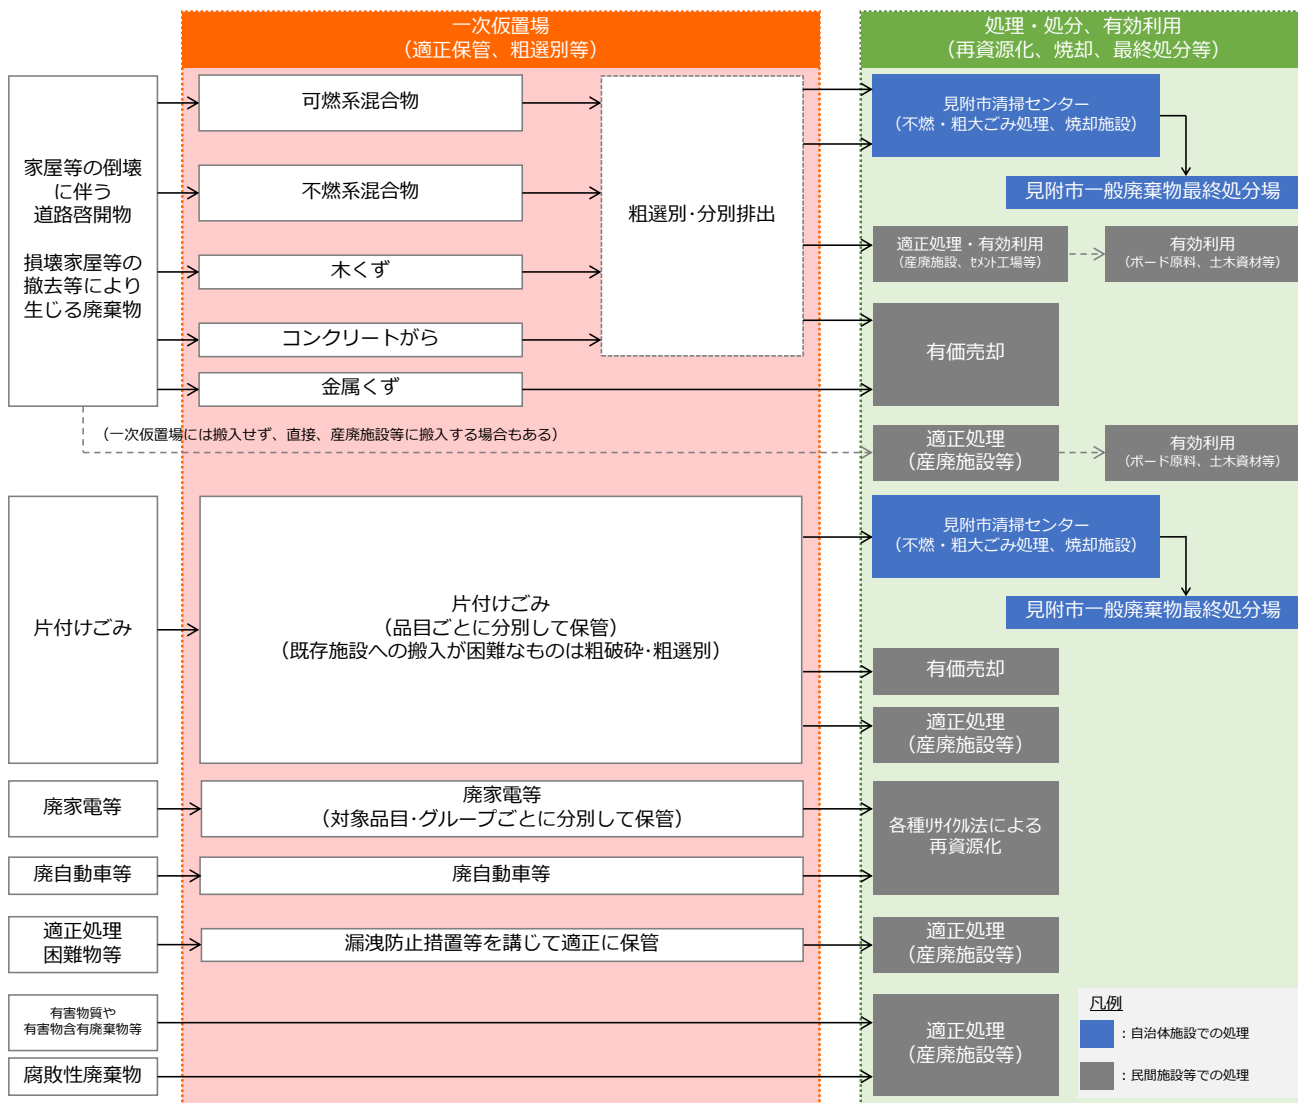 一次仮置場
（適正保管、粗選別等）
処理・処分、有効利用
（再資源化、焼却、最終処分等）
家屋等の倒壊
に伴う
道路啓開物
損壊家屋等の
撤去等により
生じる廃棄物
可燃系混合物
不燃系混合物
木くず
コンクリートがら
金属くず
粗選別・分別排出
見附市清掃センター
（不燃・粗大ごみ処理、焼却施設）
見附市一般廃棄物最終処分場
適正処理・有効利用
（産廃施設、ｾﾒﾝﾄ工場等）
有効利用
（ボード原料、土木資材等）
有価売却
（一次仮置場には搬入せず、直接、産廃施設等に搬入する場合もある）
適正処理
（産廃施設等）
有効利用
（ボード原料、土木資材等）
片付けごみ
片付けごみ
（品目ごとに分別して保管）
（既存施設への搬入が困難なものは粗破砕・粗選別）
見附市清掃センター
（不燃・粗大ごみ処理、焼却施設）
見附市一般廃棄物最終処分場
有価売却
適正処理
（産廃施設等）
廃家電等
廃家電等
（対象品目・グループごとに分別して保管）
各種ﾘｻｲｸﾙ法による
再資源化
廃自動車等
廃自動車等
適正処理
困難物等
漏洩防止措置等を講じて適正に保管
適正処理
（産廃施設等）
有害物質や
有害物含有廃棄物等
腐敗性廃棄物
適正処理
（産廃施設等）
凡例
：自治体施設での処理
：民間施設等での処理